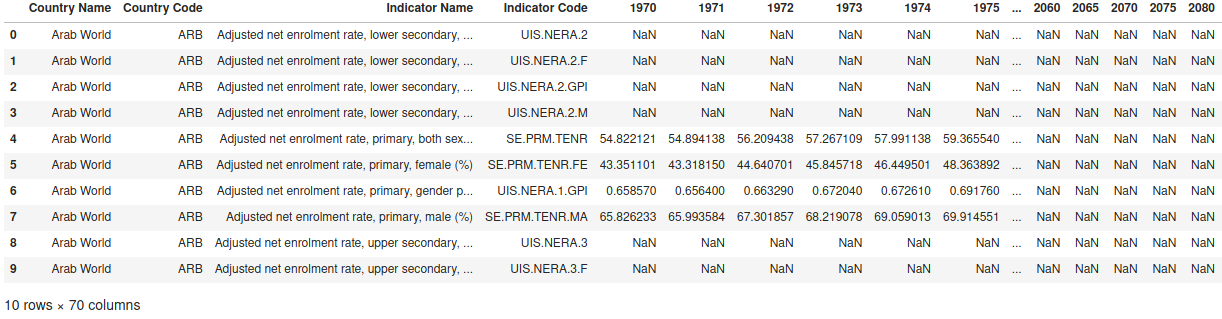 Country Name Country Code Indicator Name Indicator Code 1970 1971 1972 1973 1974 1975 ... 2060 2065 2070 2075 2080
0 Arab World ARB Adjusted net enrolment rate, lower secondary, ... UIS.NERA.2 NaN NaN NaN NaN NaN NaN ... NaN NaN NaN NaN NaN
1 Arab World ARB Adjusted net enrolment rate, lower secondary, ... UIS.NERA.2.F NaN NaN NaN NaN NaN NaN ... NaN NaN NaN NaN NaN
2 Arab World ARB Adjusted net enrolment rate, lower secondary, ... UIS.NERA.2.GPI NaN NaN NaN NaN NaN NaN ... NaN NaN NaN NaN NaN
3 Arab World ARB Adjusted net enrolment rate, lower secondary, ... UIS.NERA.2.M NaN NaN NaN NaN NaN NaN ... NaN NaN NaN NaN NaN
4 Arab World ARB Adjusted net enrolment rate, primary, both sex... SE.PRM.TENR 54.822121 54.894138 56.209438 57.267109 57.991138 59.365540 ... NaN NaN NaN NaN NaN
5 Arab World ARB Adjusted net enrolment rate, primary, female (%) SE.PRM.TENR.FE 43.351101 43.318150 44.640701 45.845718 46.449501 48.363892 ... NaN NaN NaN NaN NaN
6 Arab World ARB Adjusted net enrolment rate, primary, gender p... UIS.NERA.1.GPI 0.658570 0.656400 0.663290 0.672040 0.672610 0.691760 ... NaN NaN NaN NaN NaN
7 Arab World ARB Adjusted net enrolment rate, primary, male (%) SE.PRM.TENR.MA 65.826233 65.993584 67.301857 68.219078 69.059013 69.914551 ... NaN NaN NaN NaN NaN
8 Arab World ARB Adjusted net enrolment rate, upper secondary, ... UIS.NERA.3 NaN NaN NaN NaN NaN NaN ... NaN NaN NaN NaN NaN
9 Arab World ARB Adjusted net enrolment rate, upper secondary, ... UIS.NERA.3.F NaN NaN NaN NaN NaN NaN ... NaN NaN NaN NaN NaN
10 rows × 70 columns